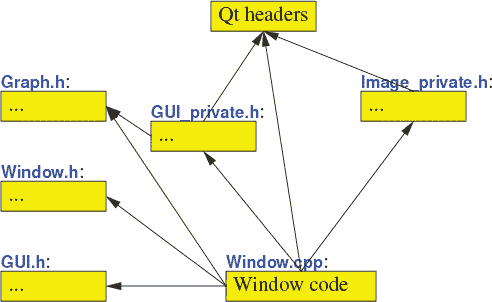 Qt headers
Graph.h:
...
GUI_private.h:
...
Image_private.h:
...
Window.h:
...
GUI.h:
...
Window.cpp:
Window code